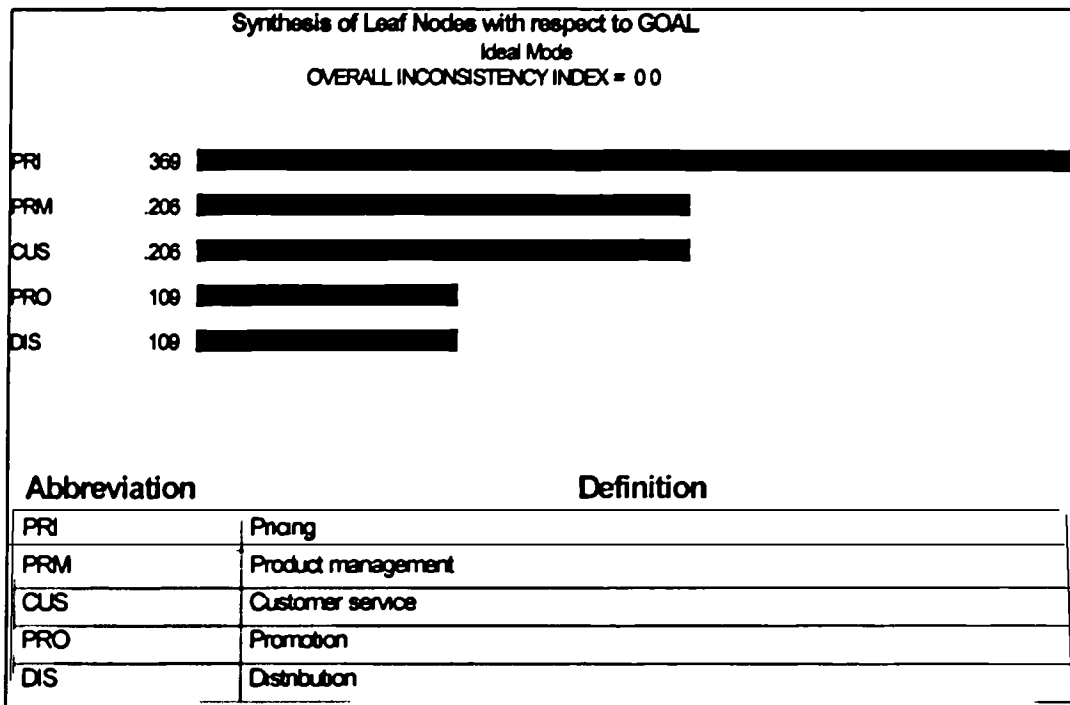 Synthesis of Leaf Nodes with respect to GOAL
Ideal Mode
OVERALL INCONSISTENCY INDEX = 0 0
PRI 369
PRM .206
CUS .206
PRO 109
DIS 109
Abbreviation Definition
PRI Pricing
PRM Product management
CUS Customer service
PRO Promotion
DIS Distribution